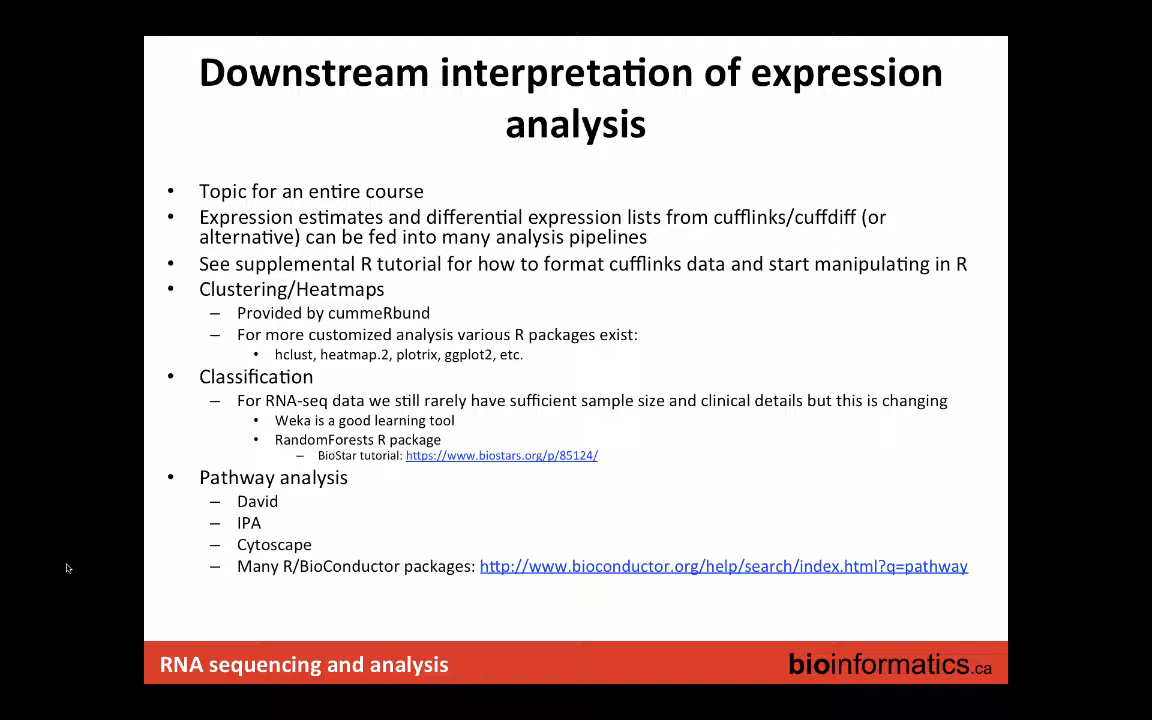 Downstream interpretation of expression
analysis
• Topic for an entire course
• Expression estimates and differential expression lists from cufflinks/cuffdiff (or
alternative) can be fed into many analysis pipelines
• See supplemental R tutorial for how to format cufflinks data and start manipulating in R
• Clustering/Heatmaps
– Provided by cummeRbund
– For more customized analysis various R packages exist:
• hclust, heatmap.2, plotrix, ggplot2, etc.
• Classification
– For RNA-seq data we still rarely have sufficient sample size and clinical details but this is changing
• Weka is a good learning tool
• RandomForests R package
– BioStar tutorial: https://www.biostars.org/p/85124/
• Pathway analysis
– David
– IPA
– Cytoscape
– Many R/BioConductor packages: http://www.bioconductor.org/help/search/index.html?q=pathway
RNA sequencing and analysis
bioinformatics.ca